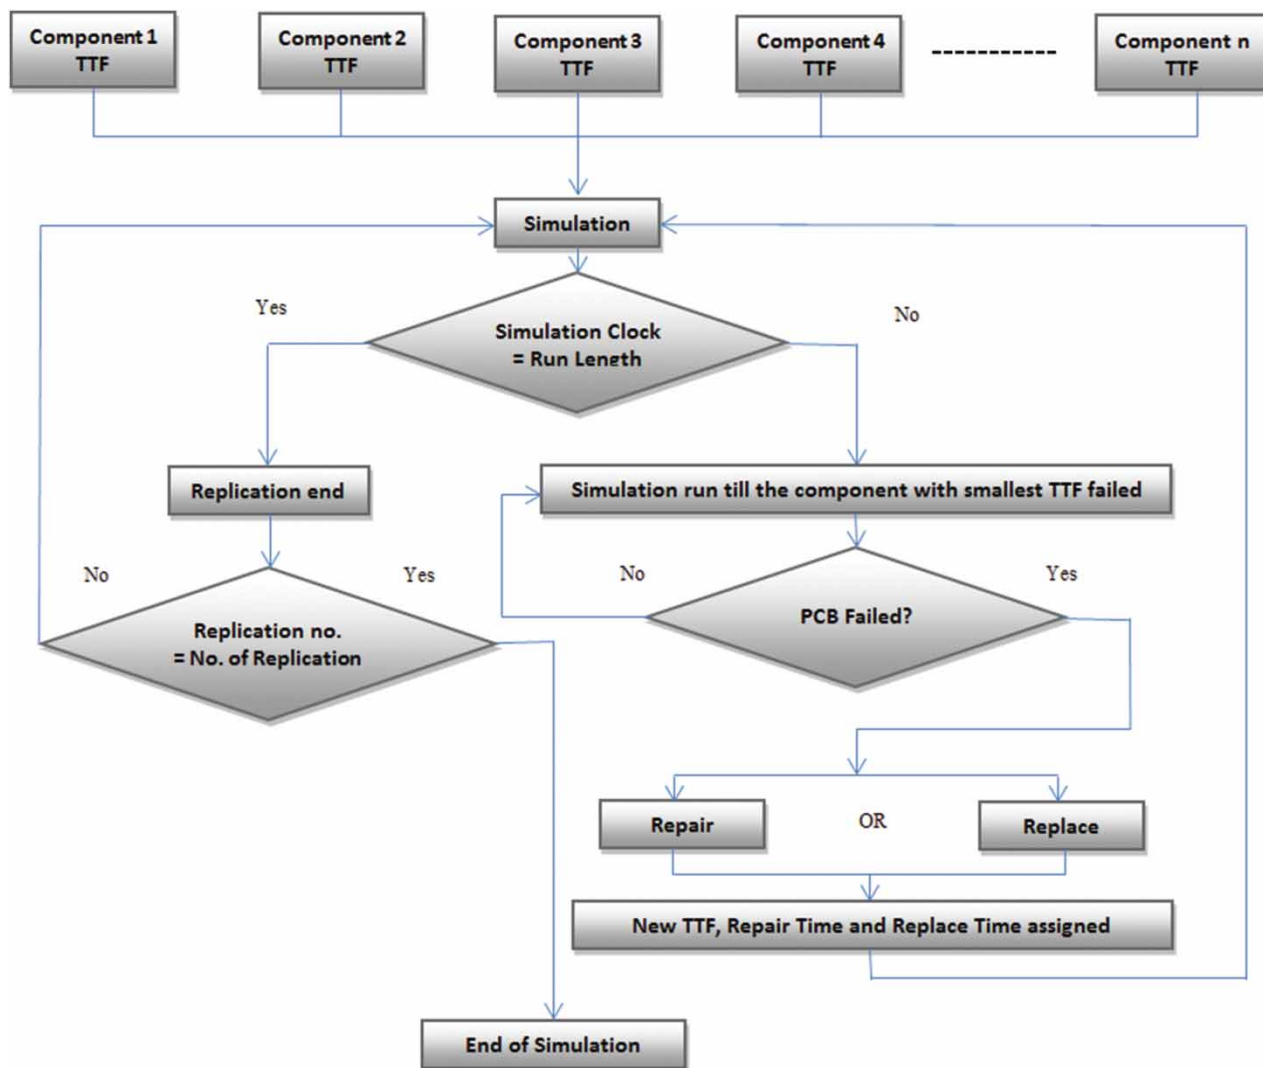 Component 1
TTF
Component 2
TTF
Component 3
TTF
Component 4
TTF
-----------
Component n
TTF
Simulation
Yes
No
Simulation Clock
= Run Length
Replication end
Simulation run till the component with smallest TTF failed
No
Yes
No
Yes
Replication no.
= No. of Replication
PCB Failed?
Repair
OR
Replace
New TTF, Repair Time and Replace Time assigned
End of Simulation